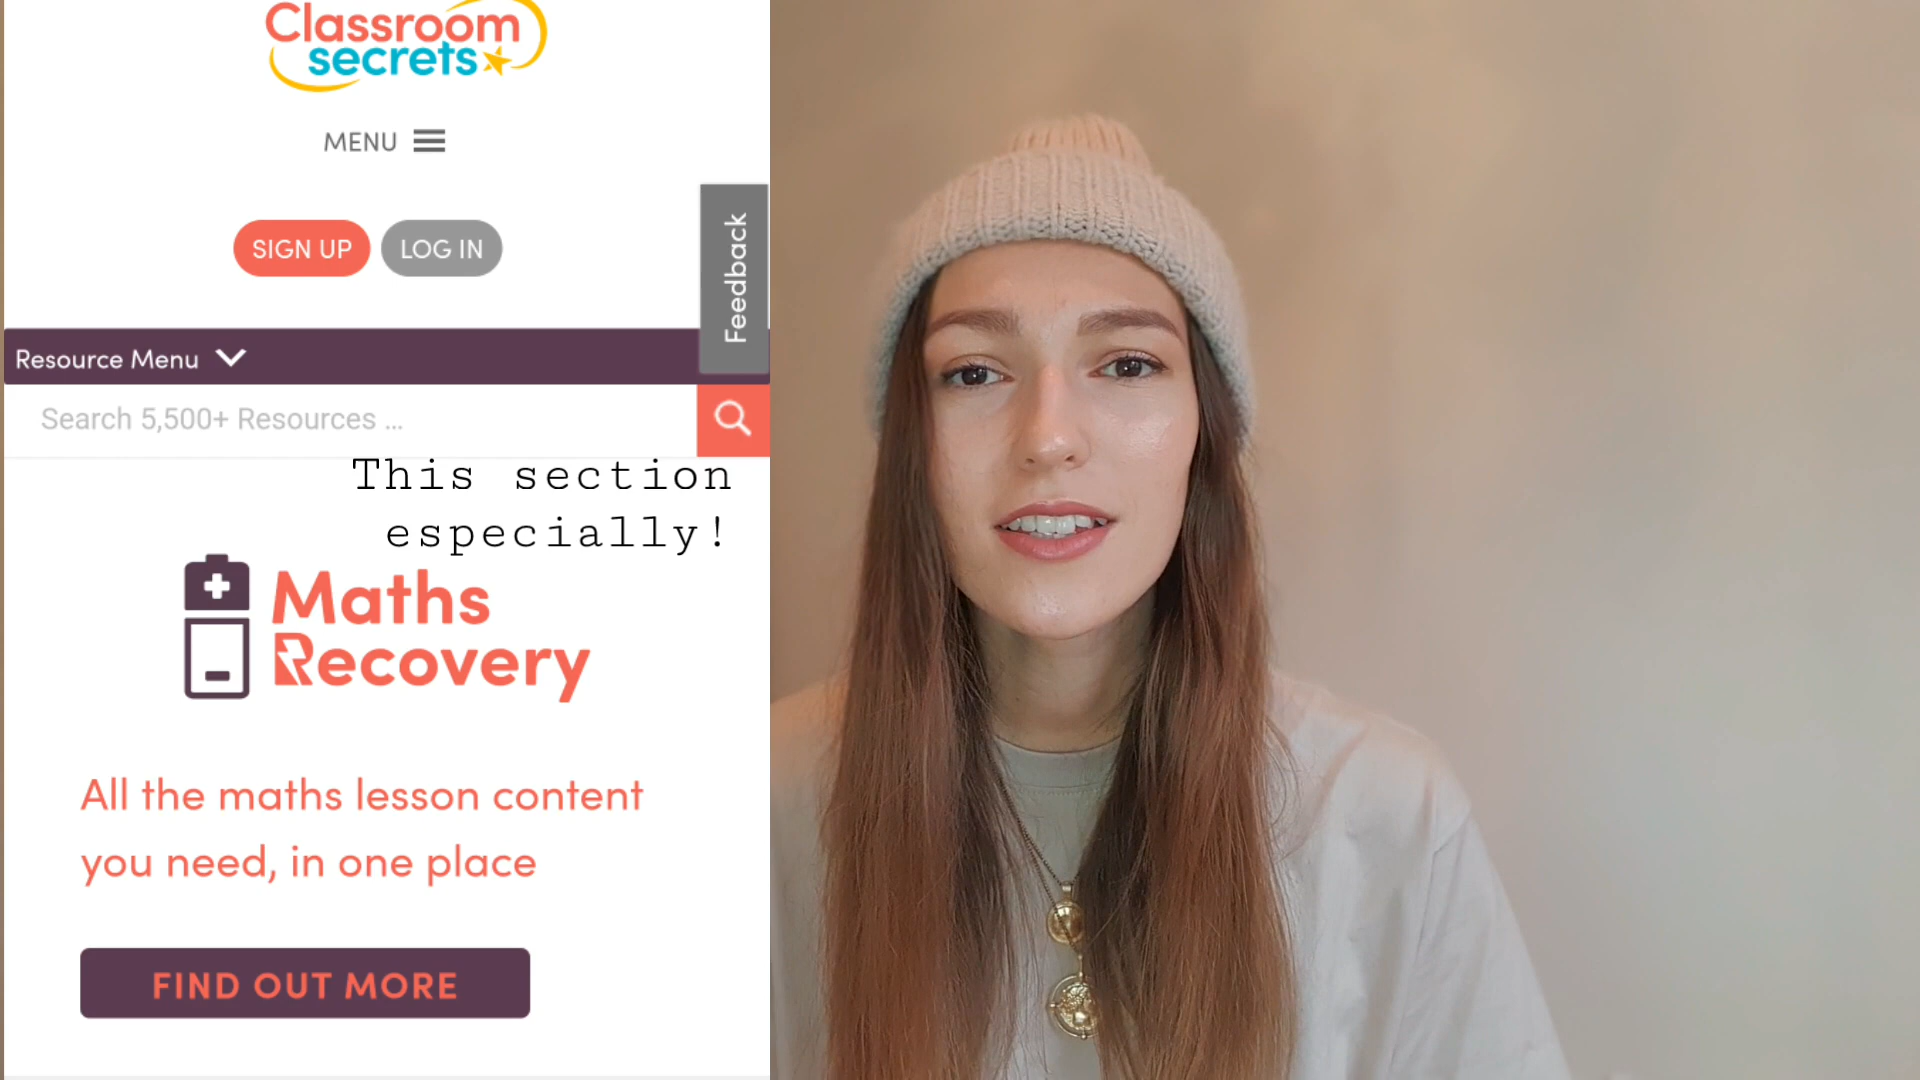 Classroom
secrets
MENU
SIGN UP
LOG IN
Feedback
Resource Menu
Search 5,500+ Resources ...
This section
especially!
Maths
Recovery
All the maths lesson content
you need, in one place
FIND OUT MORE